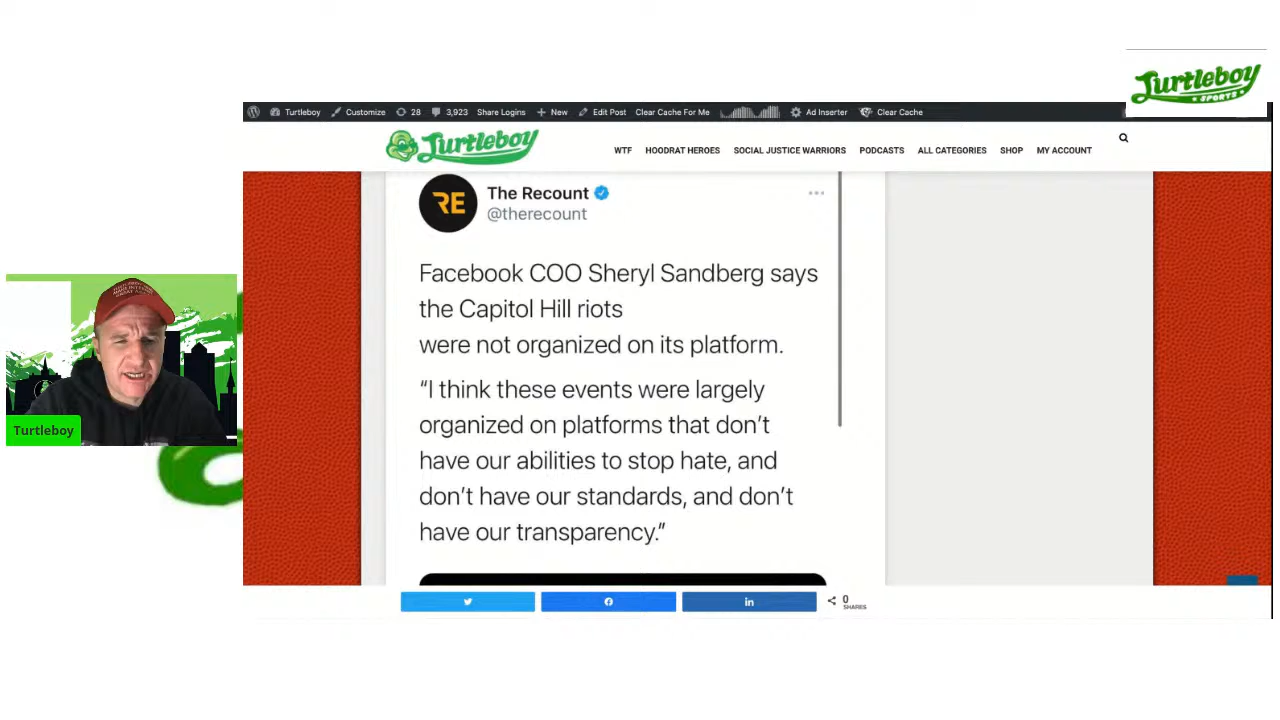 Turtleboy
SPORTS
Turtleboy Customize 28 3,923 Share Logins New Edit Post Clear Cache For Me Ad Inserter Clear Cache
Turtleboy WTF HOODRAT HEROES SOCIAL JUSTICE WARRIORS PODCASTS ALL CATEGORIES SHOP MY ACCOUNT
RE The Recount
@therecount
Facebook COO Sheryl Sandberg says
the Capitol Hill riots
were not organized on its platform.
“I think these events were largely
organized on platforms that don’t
have our abilities to stop hate, and
don’t have our standards, and don’t
have our transparency.”
Turtleboy
in 0
SHARES